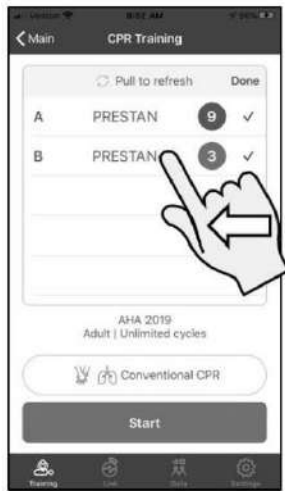 Main CPR Training
Pull to refresh Done
A PRESTAN 9
B PRESTAN 3
AHA 2019
Adult | Unlimited cycles
Conventional CPR
Start
Training Link Data Settings